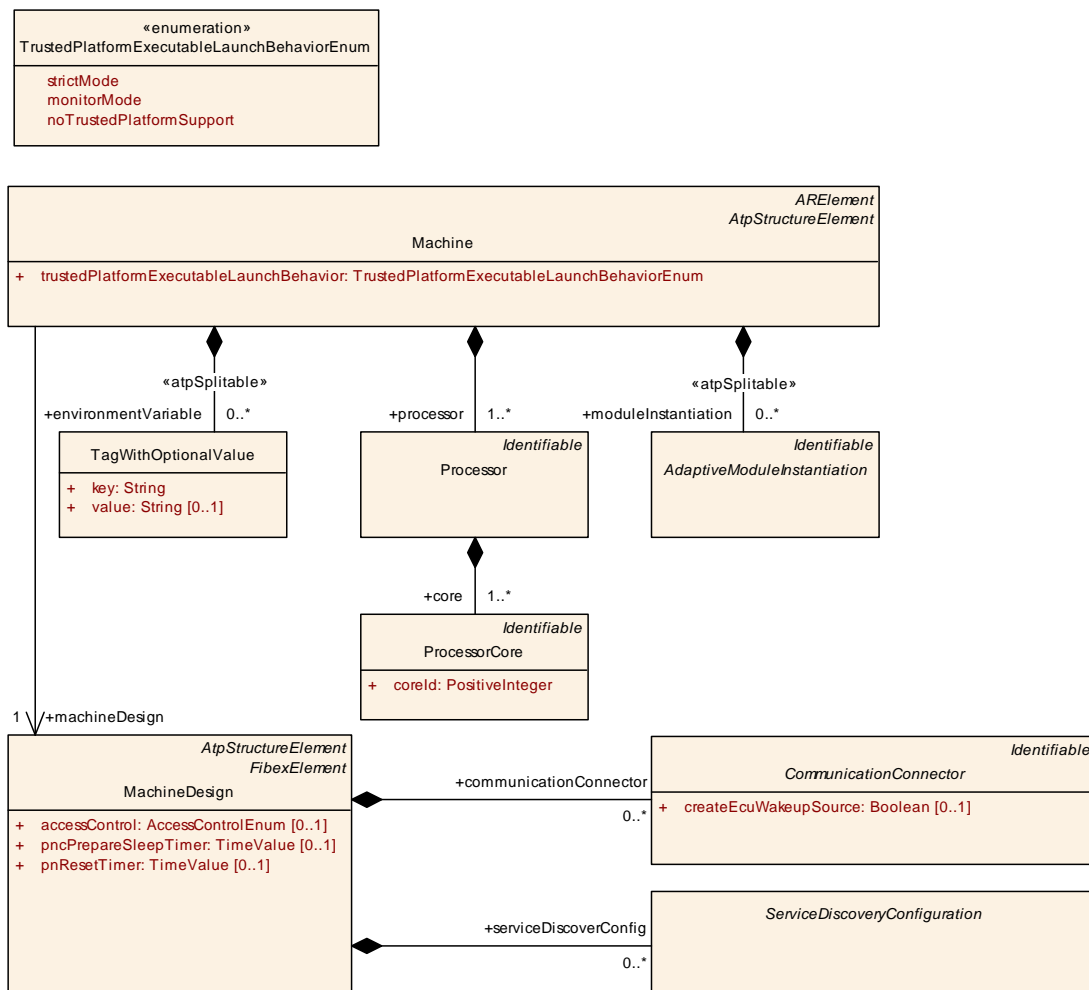 «enumeration»
TrustedPlatformExecutableLaunchBehaviorEnum
strictMode
monitorMode
noTrustedPlatformSupport
ARElement
AtpStructureElement
Machine
+ trustedPlatformExecutableLaunchBehavior: TrustedPlatformExecutableLaunchBehaviorEnum
«atpSplitable»
«atpSplitable»
+environmentVariable 0..*
+processor 1..*
+moduleInstantiation 0..*
TagWithOptionalValue
+ key: String
+ value: String [0..1]
Identifiable
Processor
Identifiable
AdaptiveModuleInstantiation
+core 1..*
Identifiable
ProcessorCore
+ coreId: PositiveInteger
1 +machineDesign
AtpStructureElement
FibexElement
MachineDesign
+ accessControl: AccessControlEnum [0..1]
+ pncPrepareSleepTimer: TimeValue [0..1]
+ pnResetTimer: TimeValue [0..1]
+communicationConnector
0..*
Identifiable
CommunicationConnector
+ createEcuWakeupSource: Boolean [0..1]
+serviceDiscoverConfig
0..*
ServiceDiscoveryConfiguration